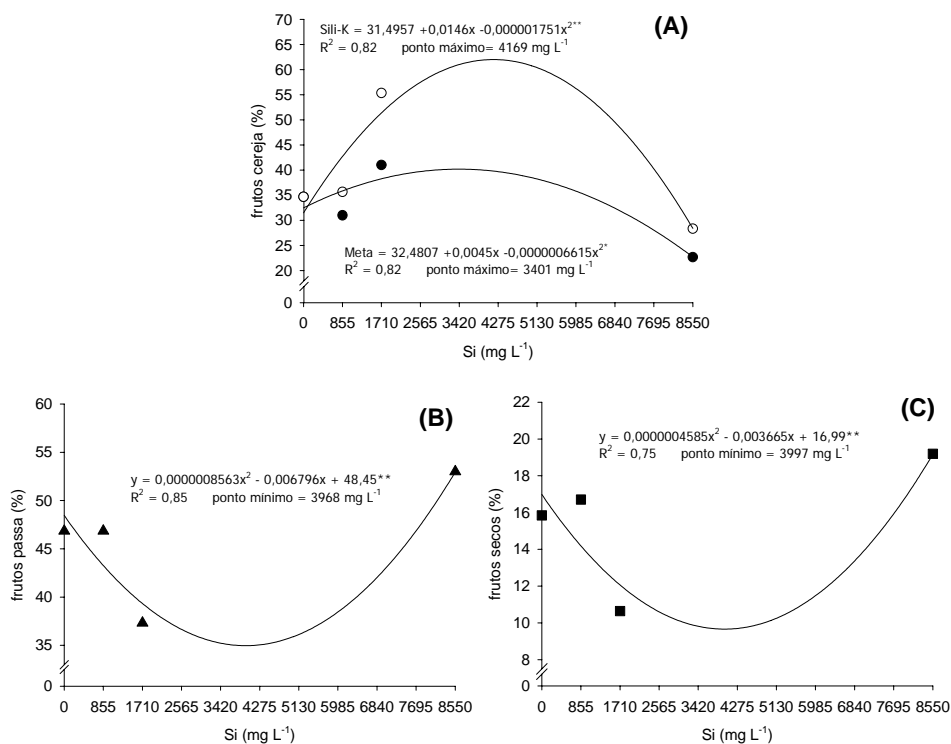 (A)
Sili-K = 31,4957 +0,0146x -0,000001751x²**
R² = 0,82 ponto máximo= 4169 mg L⁻¹
70
65
60
55
50
45
40
35
30
25
20
0
frutos cereja (%)
Meta = 32,4807 +0,0045x -0,0000006615x²*
R² = 0,82 ponto máximo= 3401 mg L⁻¹
0 855 1710 2565 3420 4275 5130 5985 6840 7695 8550
Si (mg L⁻¹)
(B)
60
55
50
45
40
35
0
frutos passa (%)
y = 0,0000008563x² - 0,006796x + 48,45**
R² = 0,85 ponto mínimo= 3968 mg L⁻¹
0 855 1710 2565 3420 4275 5130 5985 6840 7695 8550
Si (mg L⁻¹)
(C)
22
20
18
16
14
12
10
8
0
frutos secos (%)
y = 0,0000004585x² - 0,003665x + 16,99**
R² = 0,75 ponto mínimo = 3997 mg L⁻¹
0 855 1710 2565 3420 4275 5130 5985 6840 7695 8550
Si (mg L⁻¹)